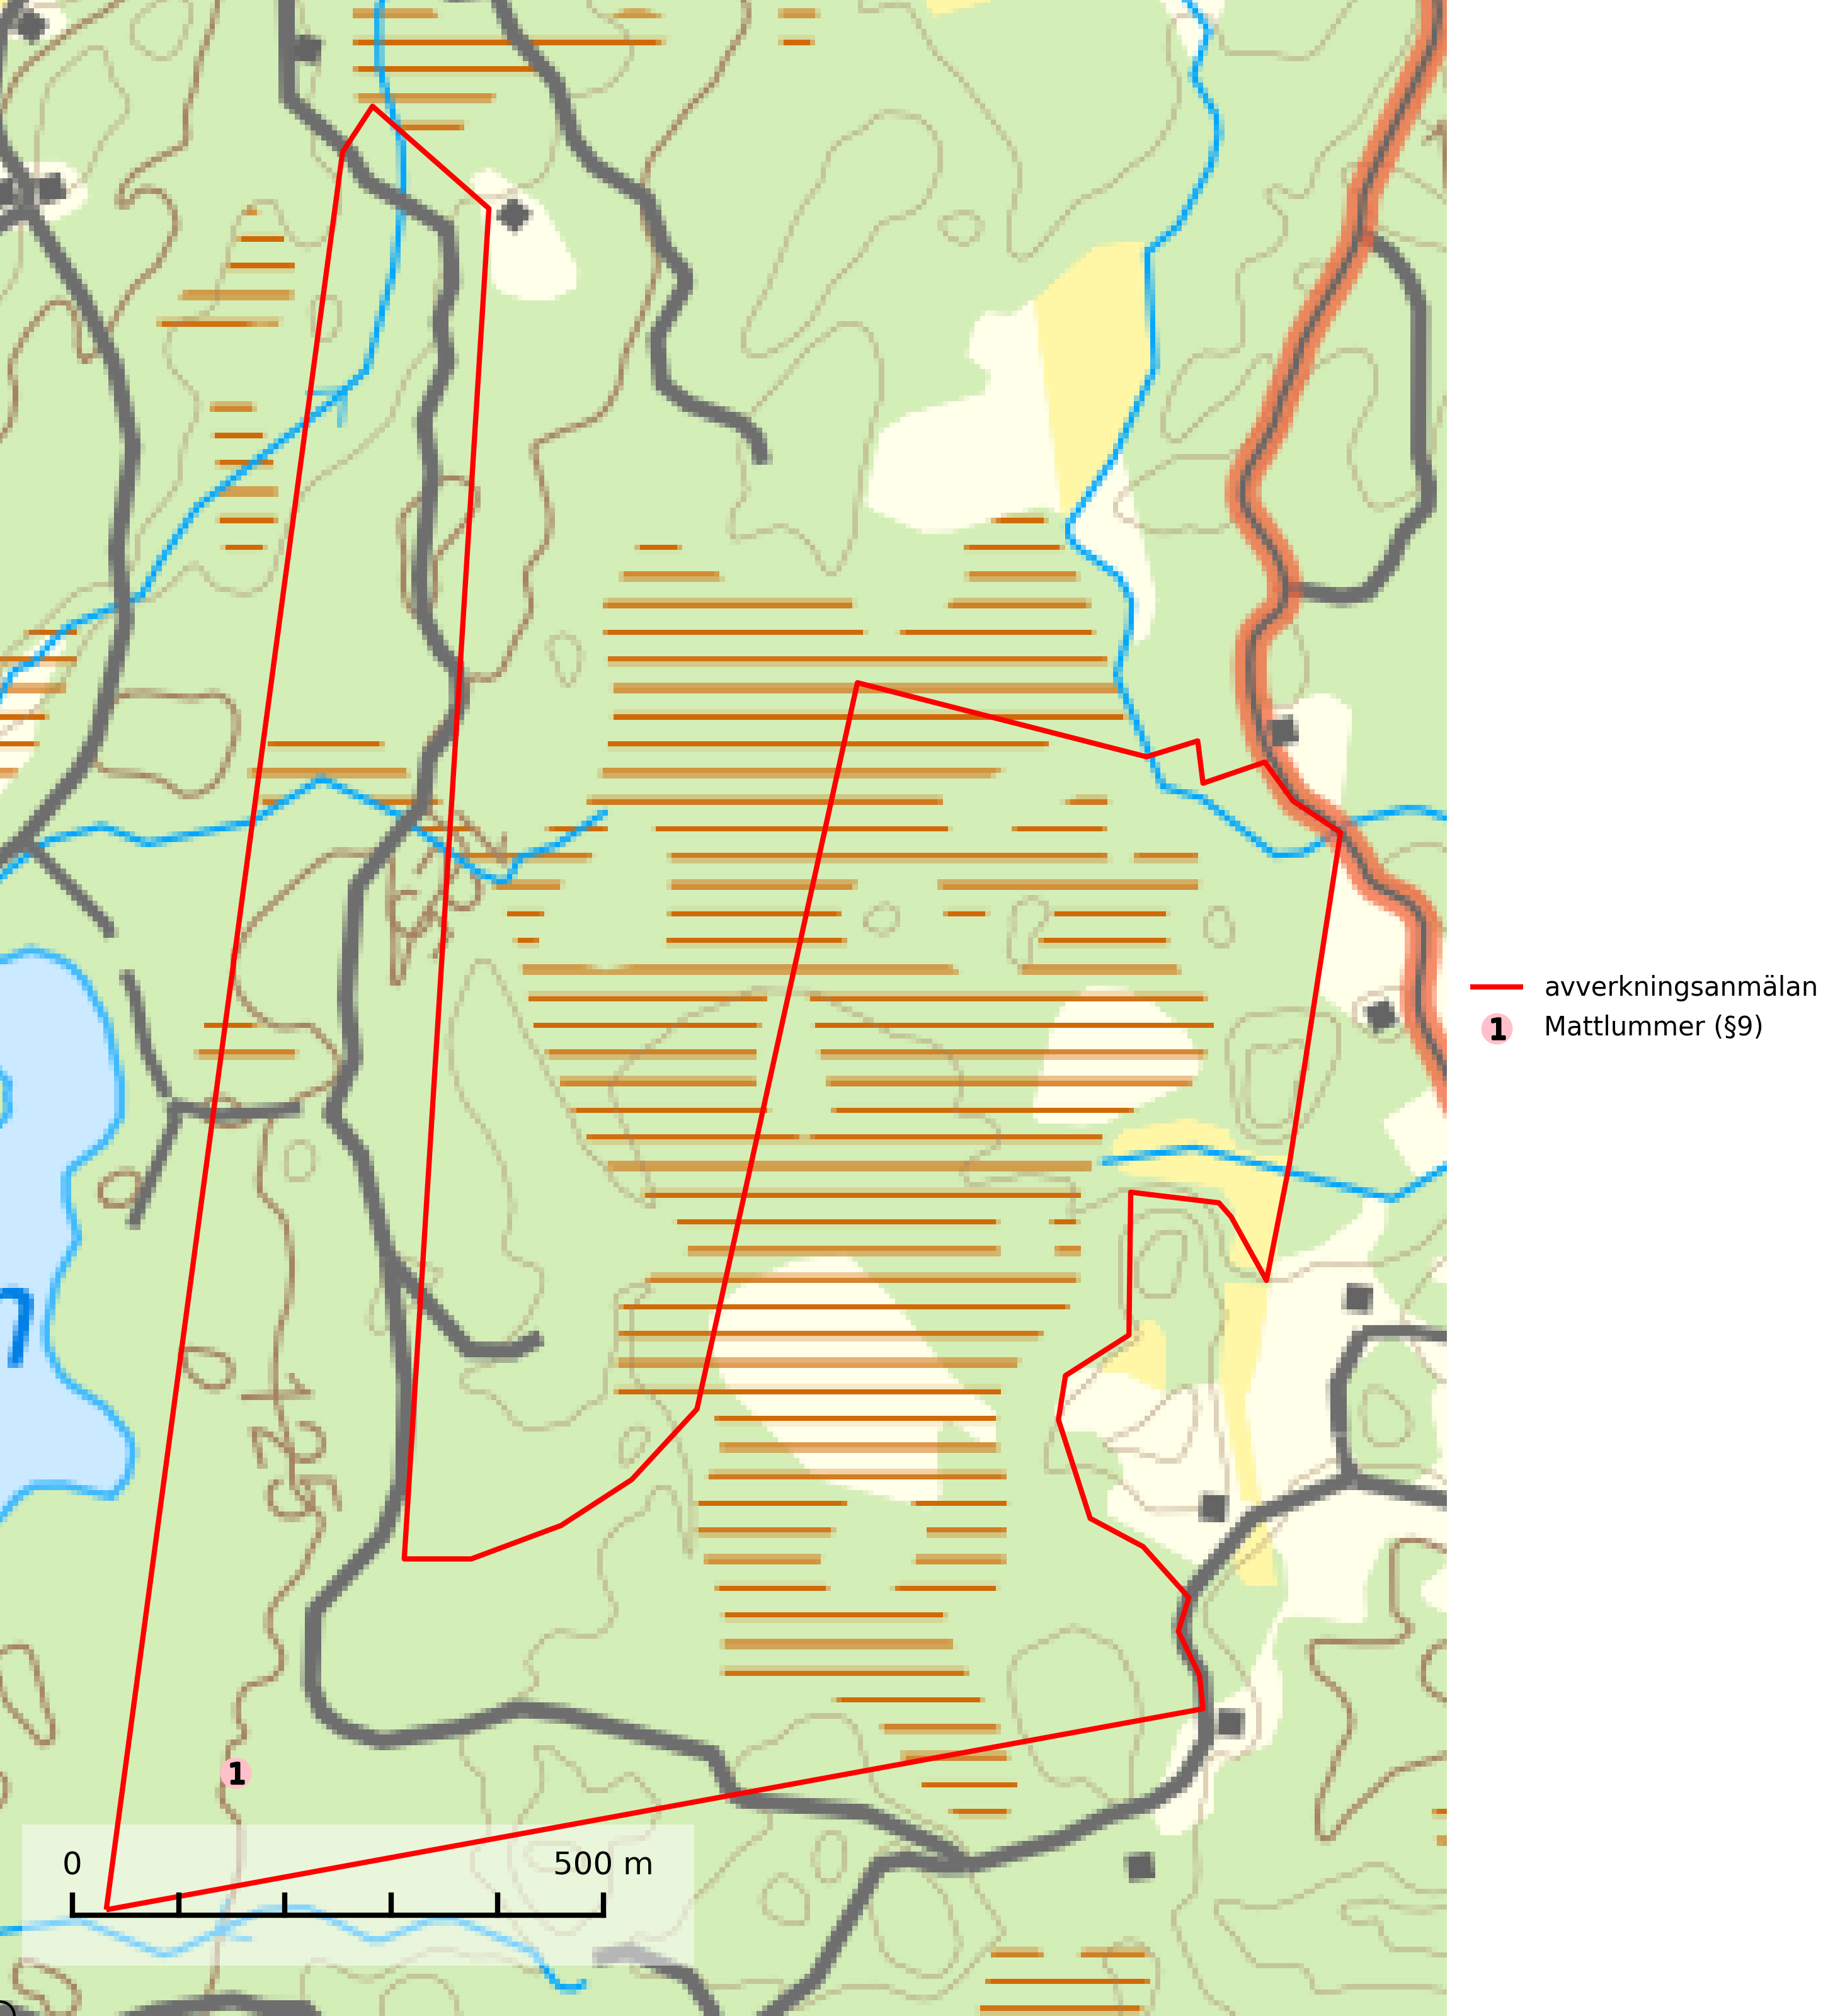 125
avverkningsanmälan
1 Mattlummer (§9)
1
0 500 m